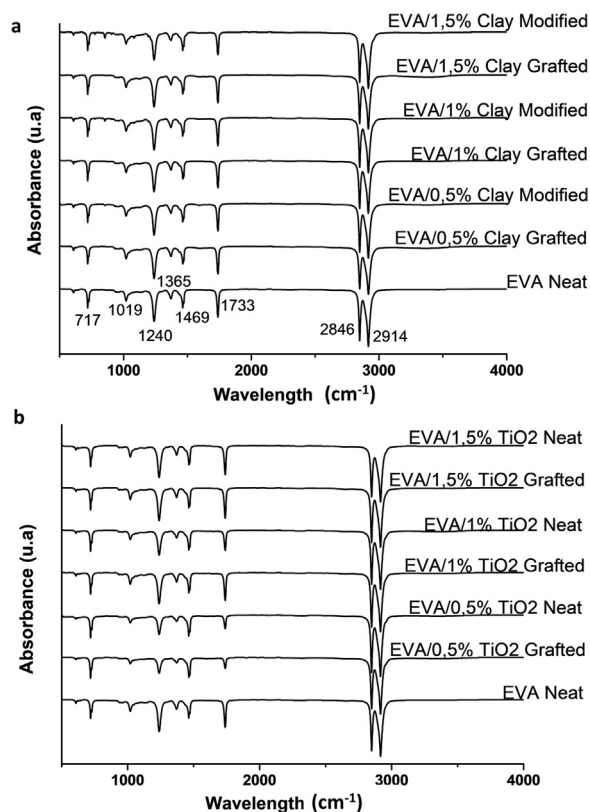 a
EVA/1,5% Clay Modified
EVA/1,5% Clay Grafted
EVA/1% Clay Modified
EVA/1% Clay Grafted
EVA/0,5% Clay Modified
EVA/0,5% Clay Grafted
EVA Neat
Absorbance (u.a)
717
1019
1240
1365
1469
1733
2846
2914
1000
2000
3000
4000
Wavelength (cm⁻¹)
b
EVA/1,5% TiO2 Neat
EVA/1,5% TiO2 Grafted
EVA/1% TiO2 Neat
EVA/1% TiO2 Grafted
EVA/0,5% TiO2 Neat
EVA/0,5% TiO2 Grafted
EVA Neat
Absorbance (u.a)
1000
2000
3000
4000
Wavelength (cm⁻¹)